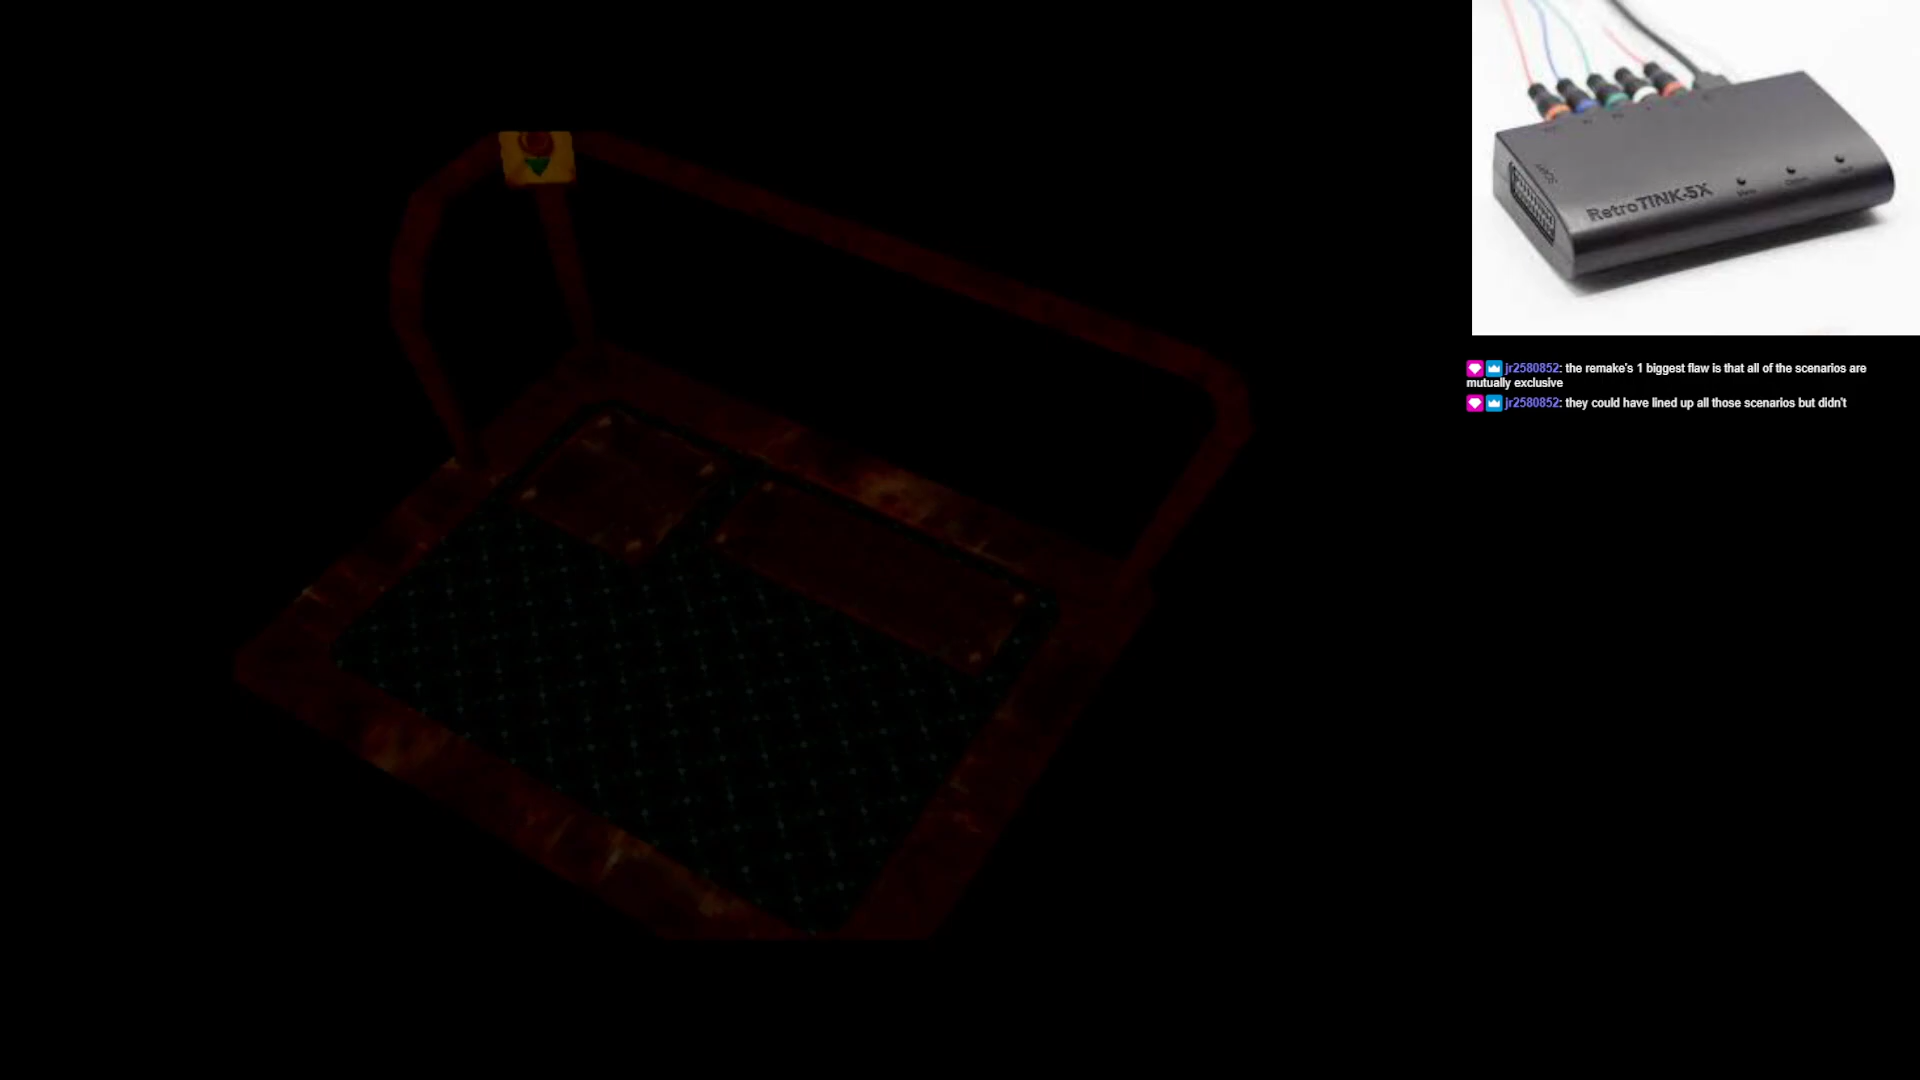 RetroTINK-5X
jr2580852: the remake's 1 biggest flaw is that all of the scenarios are
mutually exclusive
jr2580852: they could have lined up all those scenarios but didn't